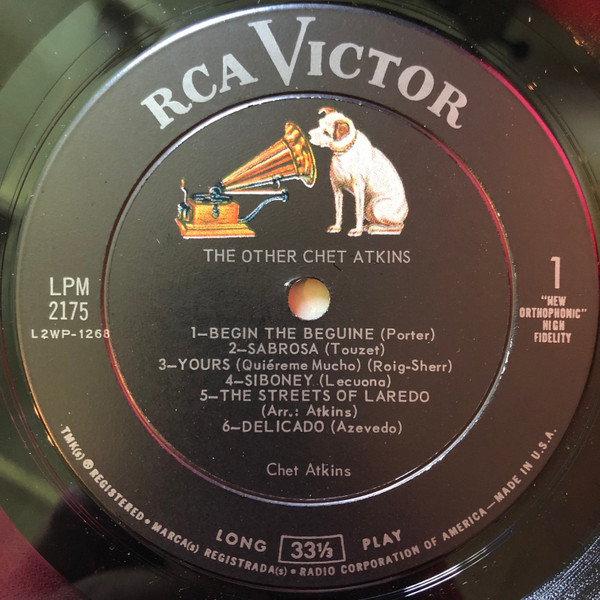 RCA VICTOR
THE OTHER CHET ATKINS
LPM
2175
L2WP-1268
1
"NEW
ORTHOPHONIC"
HIGH
FIDELITY
1—BEGIN THE BEGUINE (Porter)
2—SABROSA (Touzet)
3—YOURS (Quiéreme Mucho) (Roig-Sherr)
4—SIBONEY (Lecuona)
5—THE STREETS OF LAREDO
(Arr.: Atkins)
6—DELICADO (Azevedo)
Chet Atkins
LONG 33⅓ PLAY
TMK(s) ® REGISTERED • MARCA(s) REGISTRADA(s) • RADIO CORPORATION OF AMERICA—MADE IN U.S.A.